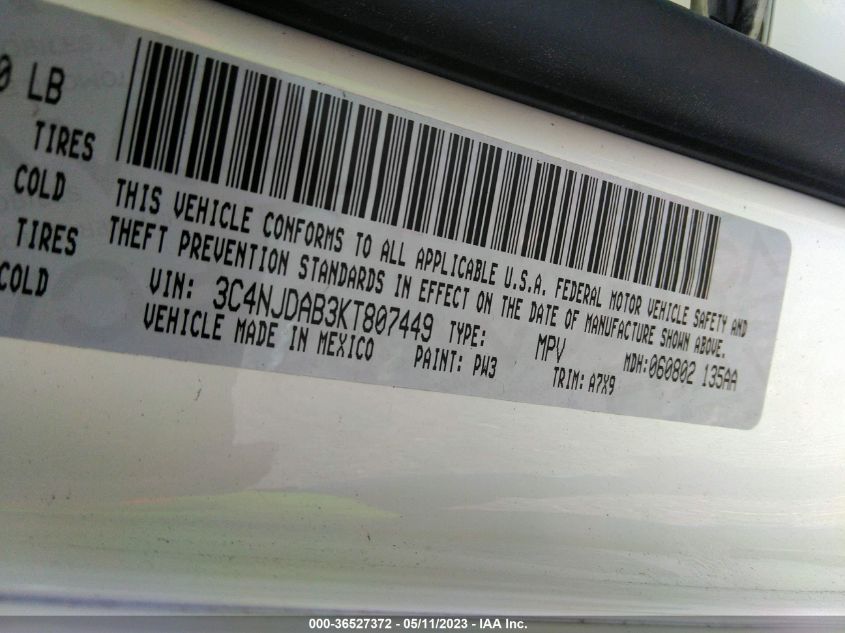 0 LB
TIRES
COLD
TIRES
COLD
THIS VEHICLE CONFORMS TO ALL APPLICABLE U.S.A. FEDERAL MOTOR VEHICLE SAFETY AND
THEFT PREVENTION STANDARDS IN EFFECT ON THE DATE OF MANUFACTURE SHOWN ABOVE.
VIN: 3C4NJDAB3KT807449 TYPE: MPV MDH:060802 135AA
VEHICLE MADE IN MEXICO PAINT: PW3 TRIM: A7X9
000-36527372 - 05/11/2023 - IAA Inc.